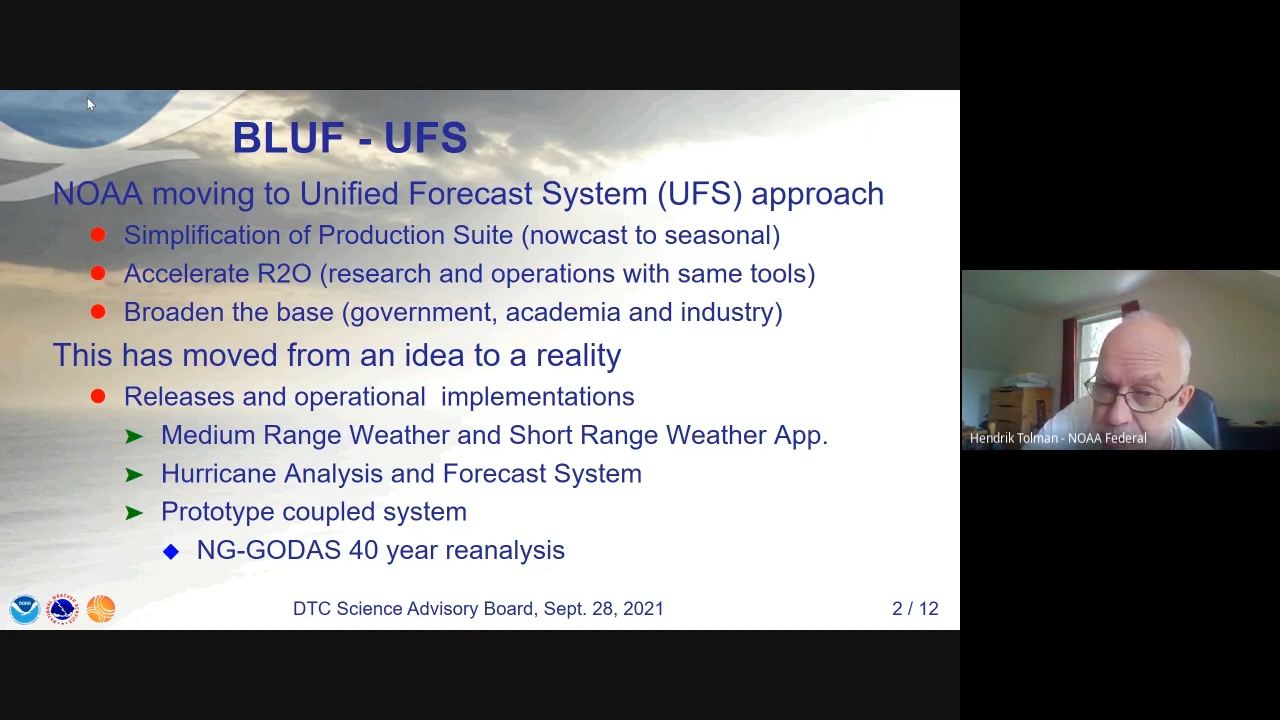 BLUF - UFS
NOAA moving to Unified Forecast System (UFS) approach
Simplification of Production Suite (nowcast to seasonal)
Accelerate R2O (research and operations with same tools)
Broaden the base (government, academia and industry)
This has moved from an idea to a reality
Releases and operational  implementations
Medium Range Weather and Short Range Weather App.
Hurricane Analysis and Forecast System
Prototype coupled system
NG-GODAS 40 year reanalysis
DTC Science Advisory Board, Sept. 28, 2021
2 / 12
Hendrik Tolman - NOAA Federal